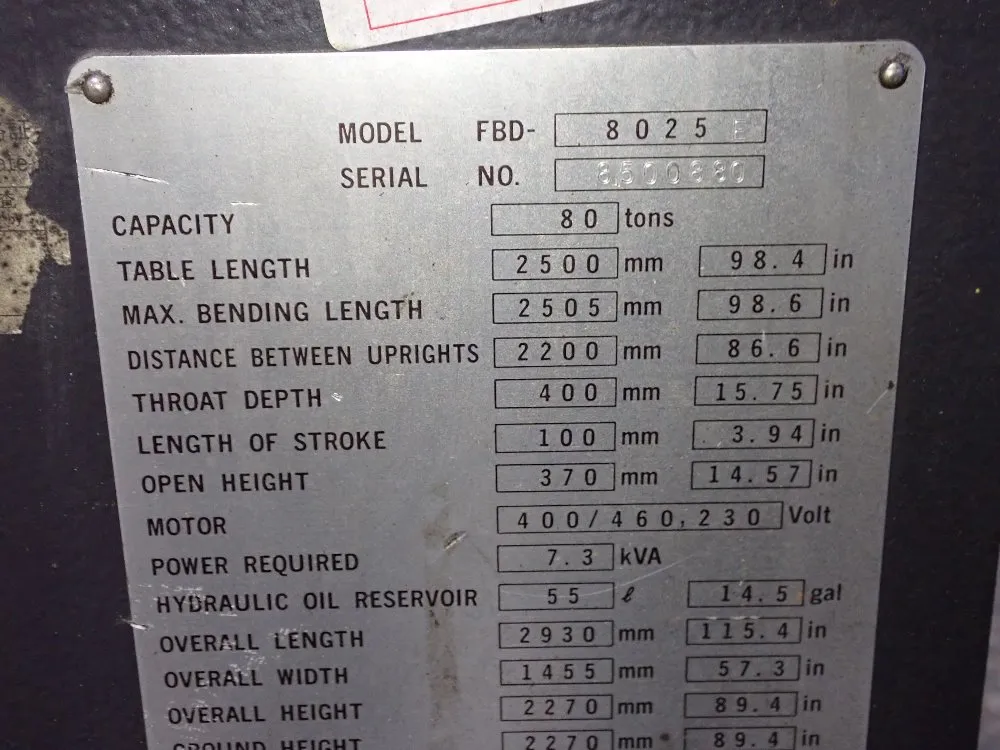 MODEL FBD- 8025E
SERIAL NO.
CAPACITY 80 tons
TABLE LENGTH 2500 mm 98.4 in
MAX. BENDING LENGTH 2505 mm 98.6 in
DISTANCE BETWEEN UPRIGHTS 2200 mm 86.6 in
THROAT DEPTH 400 mm 15.75 in
LENGTH OF STROKE 100 mm 3.94 in
OPEN HEIGHT 370 mm 14.57 in
MOTOR 400/460,230 Volt
POWER REQUIRED 7.3 kVA
HYDRAULIC OIL RESERVOIR 55 ℓ 14.5 gal
OVERALL LENGTH 2930 mm 115.4 in
OVERALL WIDTH 1455 mm 57.3 in
OVERALL HEIGHT 2270 mm 89.4 in
GROUND HEIGHT 2270 mm 89.4 in